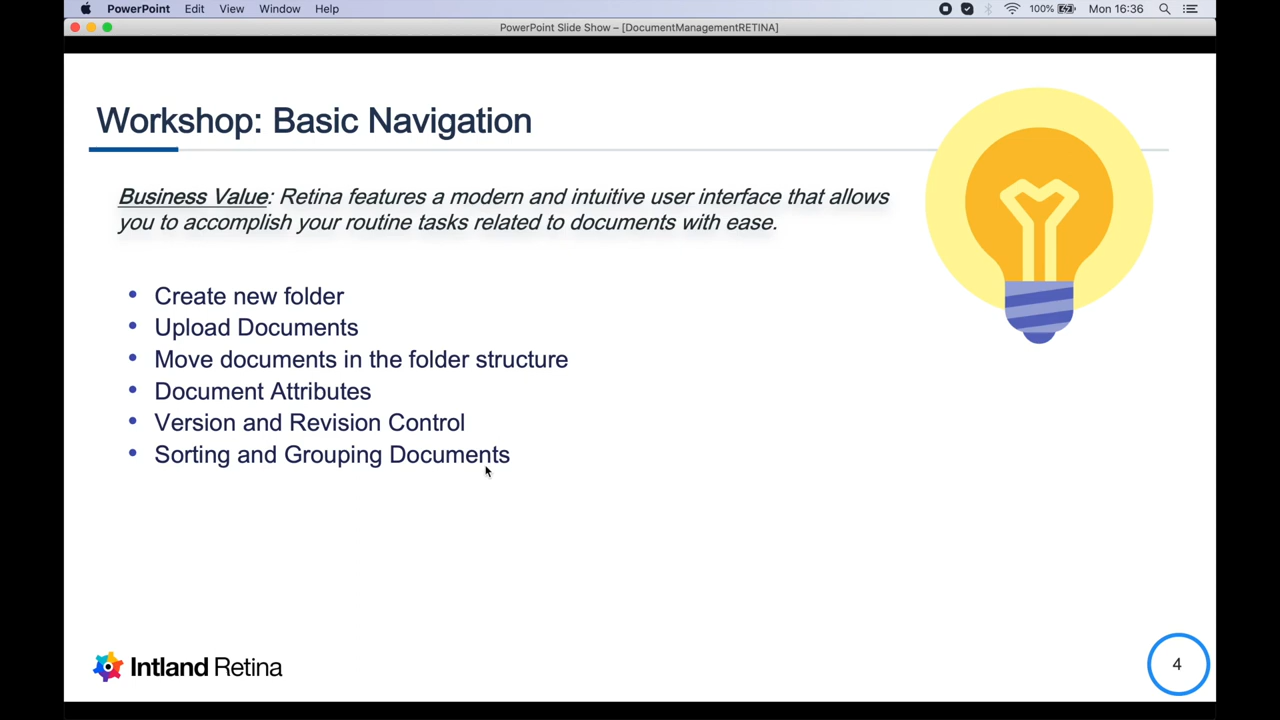 PowerPoint Edit View Window Help 100% Mon 16:36
PowerPoint Slide Show – [DocumentManagementRETINA]
Workshop: Basic Navigation
Business Value: Retina features a modern and intuitive user interface that allows
you to accomplish your routine tasks related to documents with ease.
• Create new folder
• Upload Documents
• Move documents in the folder structure
• Document Attributes
• Version and Revision Control
• Sorting and Grouping Documents
Intland Retina
4